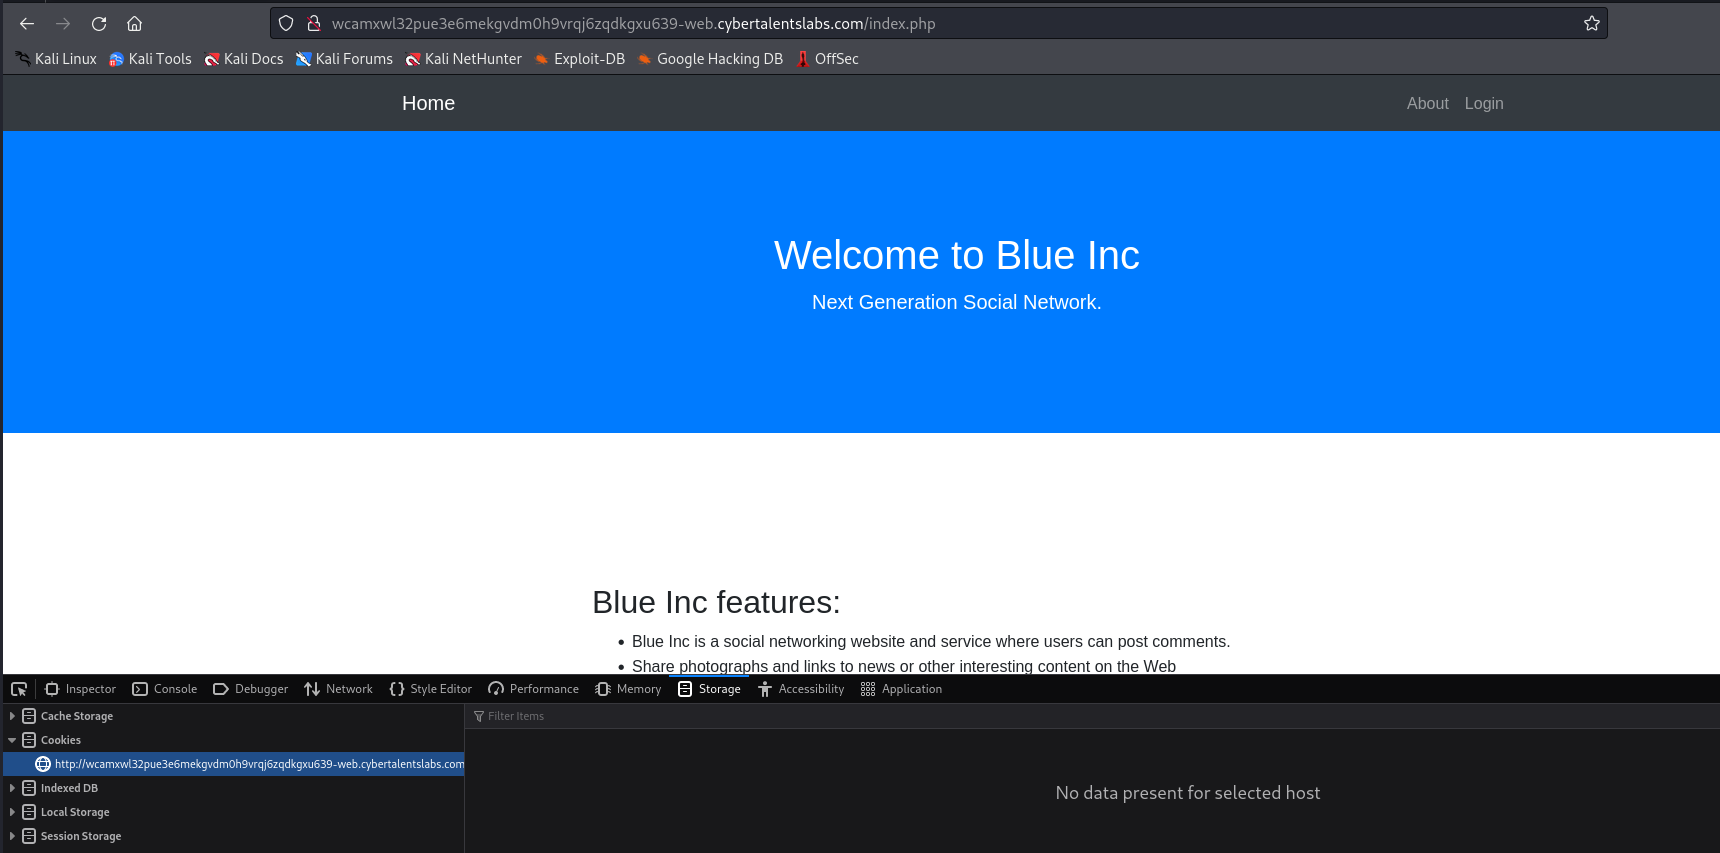 wcamxwl32pue3e6mekgvdm0h9vrqj6zqdkgxu639-web.cybertalentslabs.com/index.php
Kali Linux Kali Tools Kali Docs Kali Forums Kali NetHunter Exploit-DB Google Hacking DB OffSec
Home About Login
Welcome to Blue Inc
Next Generation Social Network.
Blue Inc features:
• Blue Inc is a social networking website and service where users can post comments.
• Share photographs and links to news or other interesting content on the Web
Inspector Console Debugger Network Style Editor Performance Memory Storage Accessibility Application
Cache Storage Filter Items
Cookies
http://wcamxwl32pue3e6mekgvdm0h9vrqj6zqdkgxu639-web.cybertalentslabs.com
Indexed DB No data present for selected host
Local Storage
Session Storage